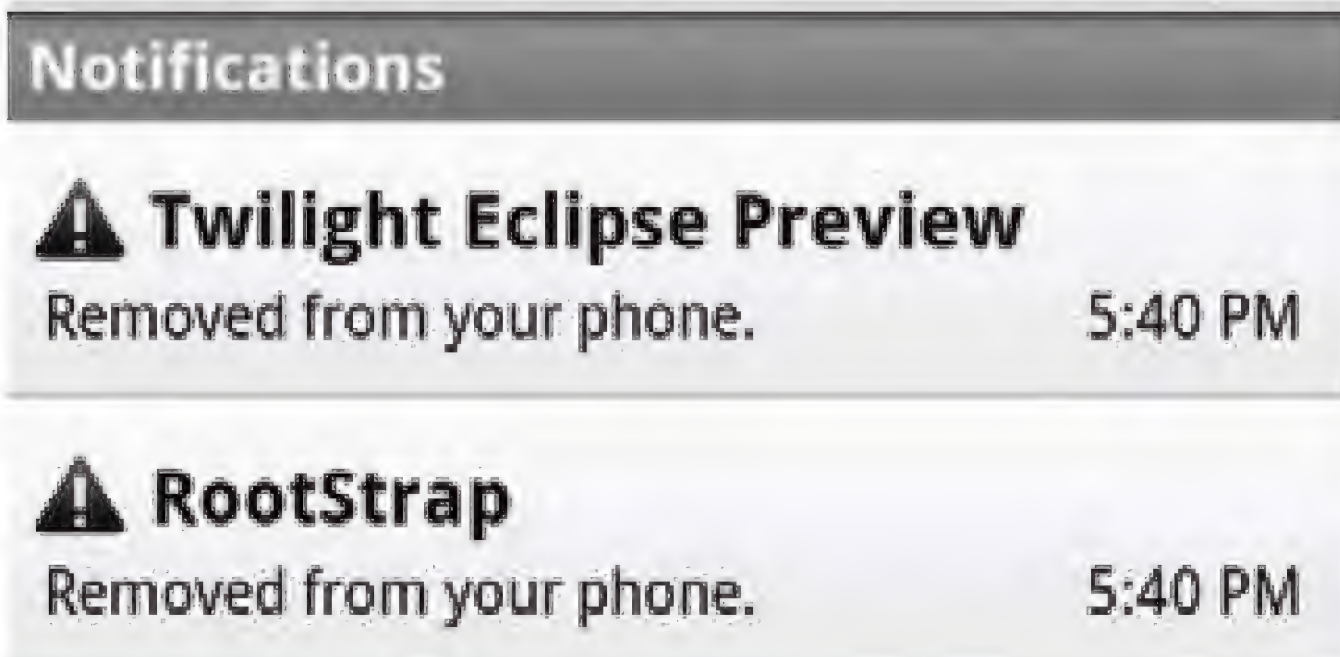 Notifications
Twilight Eclipse Preview
Removed from your phone. 5:40 PM
RootStrap
Removed from your phone. 5:40 PM